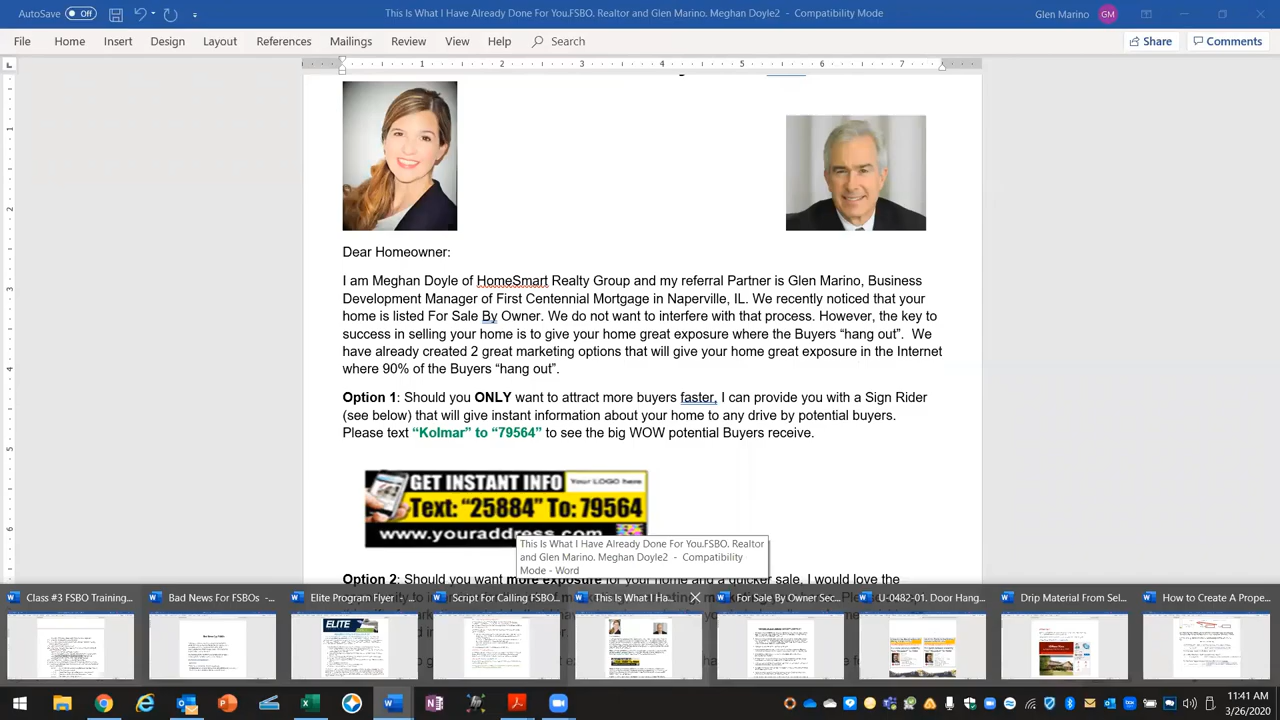 AutoSave Off
This Is What I Have Already Done For You.FSBO. Realtor and Glen Marino. Meghan Doyle2 - Compatibility Mode
Glen Marino GM
File Home Insert Design Layout References Mailings Review View Help Search
Share Comments
1 2 3 4 5 6 7
Dear Homeowner:
I am Meghan Doyle of HomeSmart Realty Group and my referral Partner is Glen Marino, Business
Development Manager of First Centennial Mortgage in Naperville, IL. We recently noticed that your
home is listed For Sale By Owner. We do not want to interfere with that process. However, the key to
success in selling your home is to give your home great exposure where the Buyers “hang out”. We
have already created 2 great marketing options that will give your home great exposure in the Internet
where 90% of the Buyers “hang out”.
Option 1: Should you ONLY want to attract more buyers faster, I can provide you with a Sign Rider
(see below) that will give instant information about your home to any drive by potential buyers.
Please text “Kolmar” to “79564” to see the big WOW potential Buyers receive.
GET INSTANT INFO Your LOGO here
Text: “25884” To: 79564
www.youraddress.com
This Is What I Have Already Done For You.FSBO. Realtor
and Glen Marino. Meghan Doyle2 - Compatibility
Mode - Word
Option 2: Should you want more exposure for your home and a quicker sale, I would love the
Class #3 FSBO Training...
Bad News For FSBOs -...
Elite Program Flyer -...
Script For Calling FSBO...
This Is What I Ha...
For Sale By Owner Sec...
U-0482-01. Door Hang...
Drip Material From Sel...
How to Create A Prope...
ELITE
11:41 AM
3/26/2020